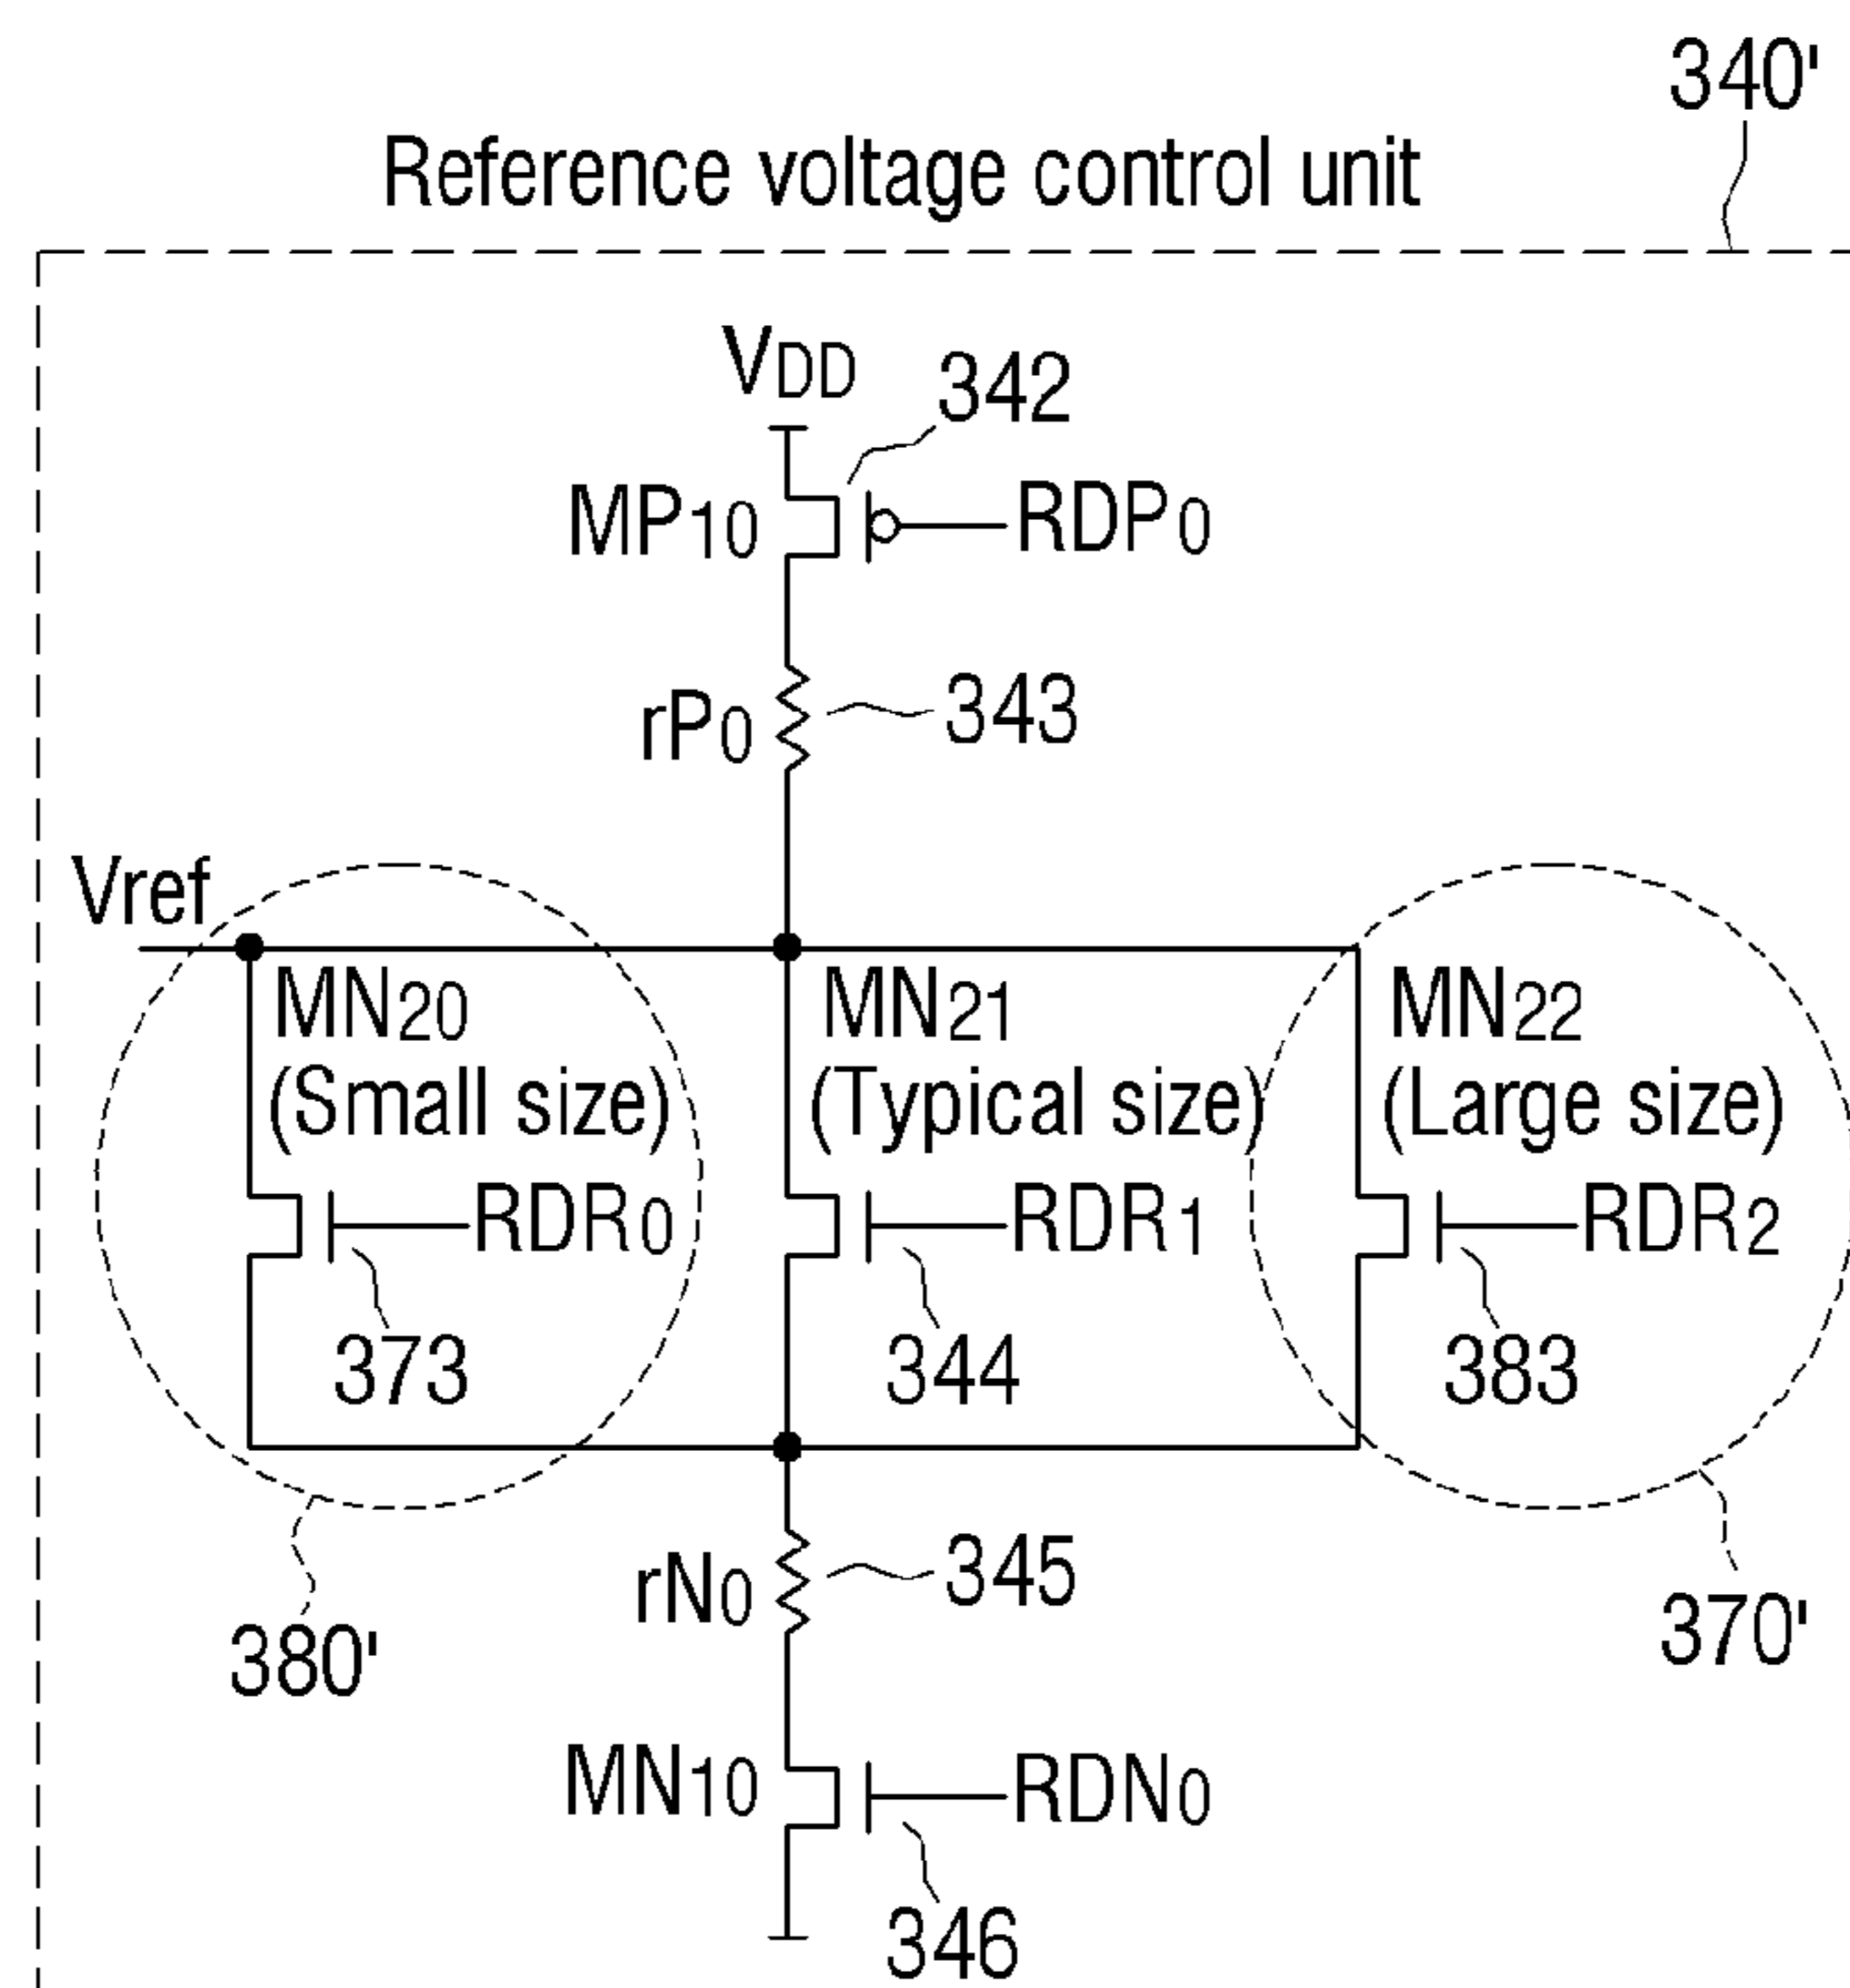 340'
Reference voltage control unit
VDD
342
MP10
RDP0
rP0
343
Vref
MN20
(Small size)
MN21
(Typical size)
MN22
(Large size)
RDR0
RDR1
RDR2
373
344
383
rN0
345
380'
370'
MN10
RDN0
346